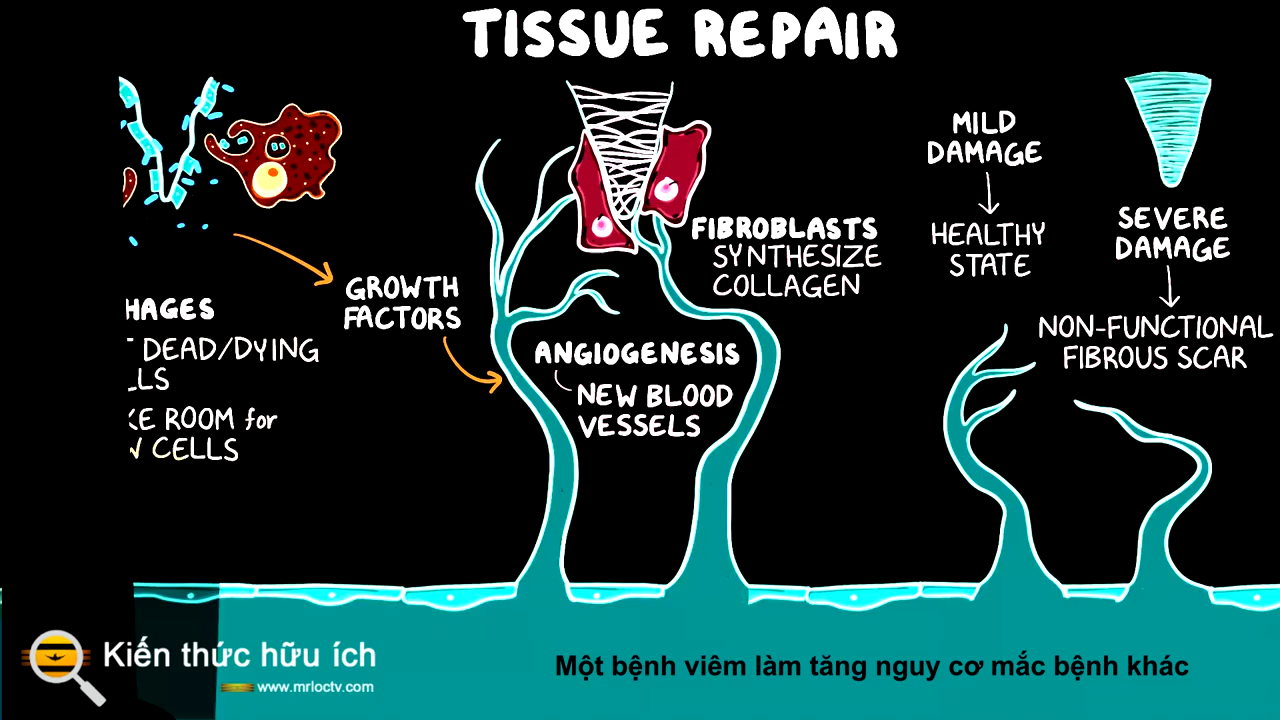 TISSUE REPAIR
HAGES
DEAD/DYING
LS
E ROOM for
CELLS
GROWTH
FACTORS
ANGIOGENESIS
NEW BLOOD
VESSELS
FIBROBLASTS
SYNTHESIZE
COLLAGEN
MILD
DAMAGE
HEALTHY
STATE
SEVERE
DAMAGE
NON-FUNCTIONAL
FIBROUS SCAR
Kiến thức hữu ích
www.mrloctv.com
Một bệnh viêm làm tăng nguy cơ mắc bệnh khác